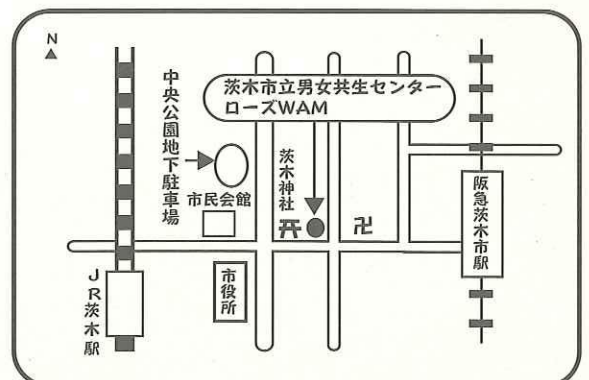 N
茨木市立男女共生センター
ローズWAM
中央公園地下駐車場
市民会館
茨木神社
阪急茨木市駅
市役所
JR茨木駅